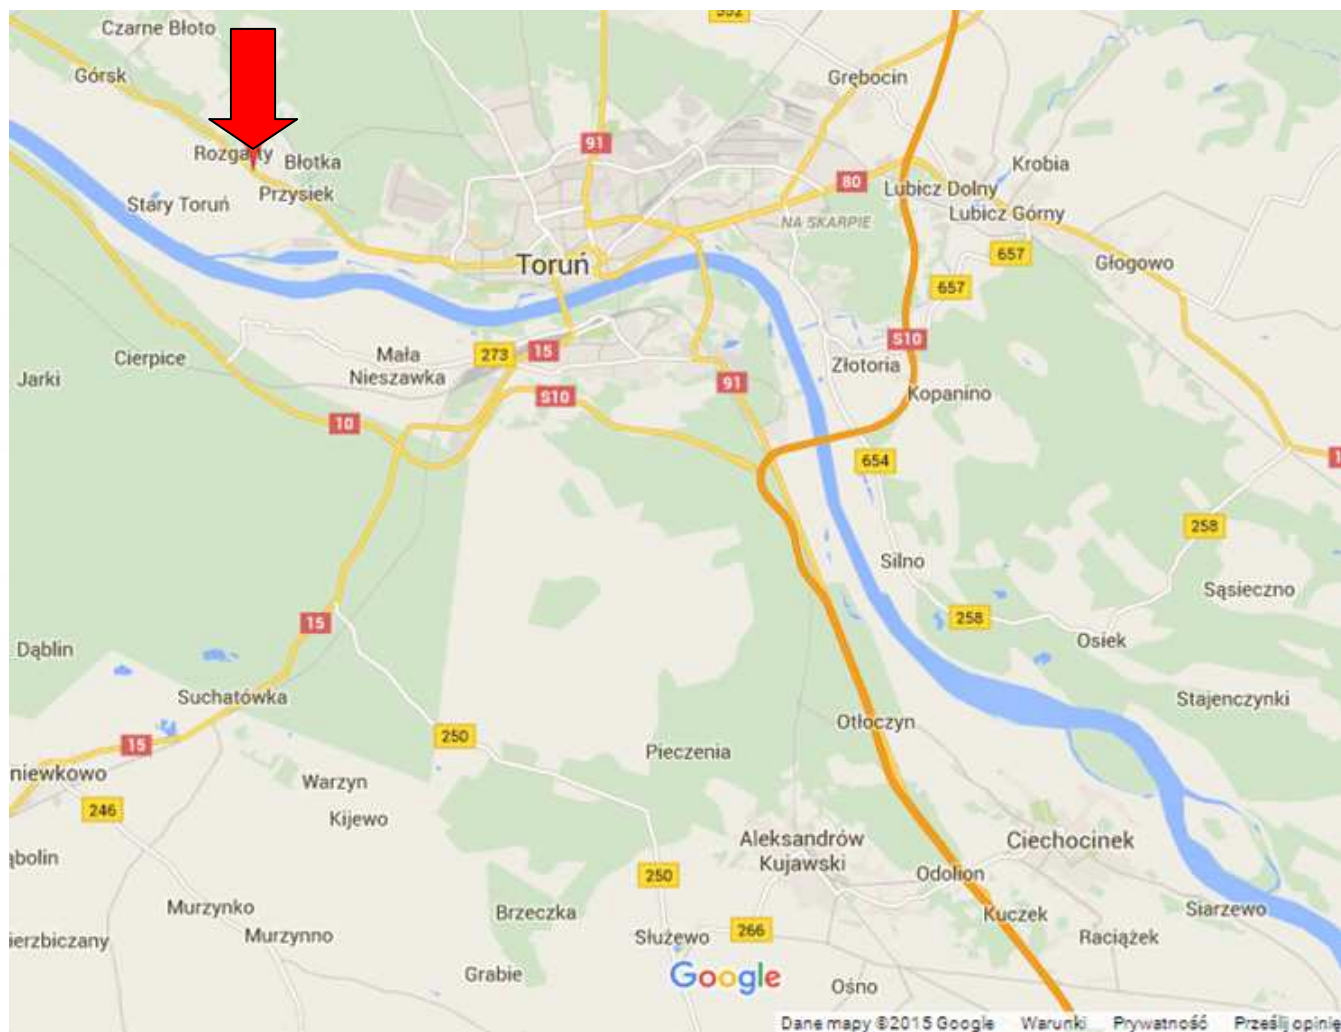 552
Czarne Błoto
Górsk
Grębocin
91
Rozgarty
Błotka
Krobia
80
Przysiek
Lubicz Dolny
Stary Toruń
Lubicz Górny
NA SKARPIE
657
Toruń
Głogowo
657
S10
Cierpice
Mała
Nieszawka
273
15
Złotoria
Jarki
91
S10
Kopanino
10
654
258
Silno
Sąsieczno
15
258
Osiek
Dąblin
Suchatówka
Stajenczynki
Otłoczyn
250
15
Pieczenia
niewkowo
Warzyn
246
Kijewo
Aleksandrów
Kujawski
Ciechocinek
ąbolin
250
Odolion
Murzynko
Brzeczka
Kuczek
Siarzewo
Murzynno
266
Służewo
Raciążek
ierzbiczany
Grabie
Google
Ośno
Dane mapy ©2015 Google Warunki Prywatność Prześlij opinie